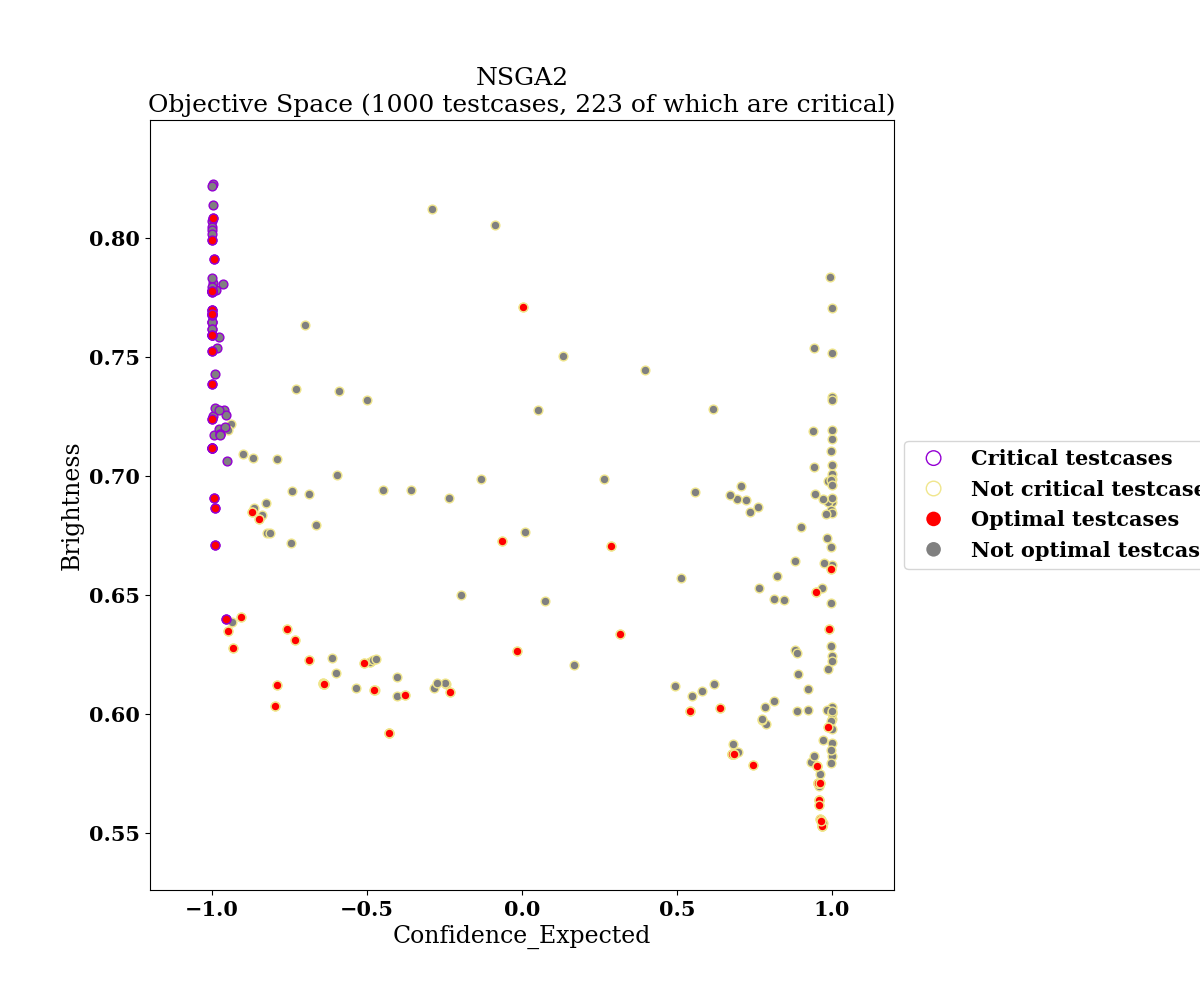 NSGA2
Objective Space (1000 testcases, 223 of which are critical)
Brightness
0.80
0.75
0.70
0.65
0.60
0.55
−1.0
−0.5
0.0
0.5
1.0
Confidence_Expected
Critical testcases
Not critical testcase
Optimal testcases
Not optimal testcas